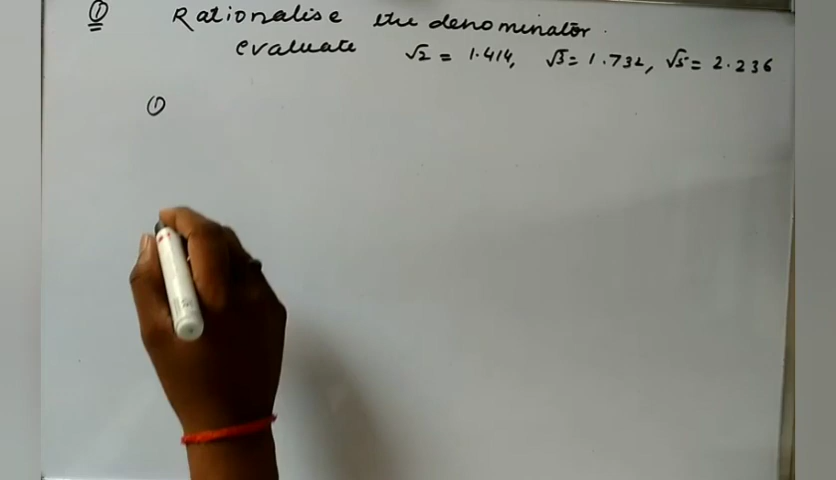 ① Rationalise the denominator.
evaluate √2 = 1.414, √3 = 1.732, √5 = 2.236
①